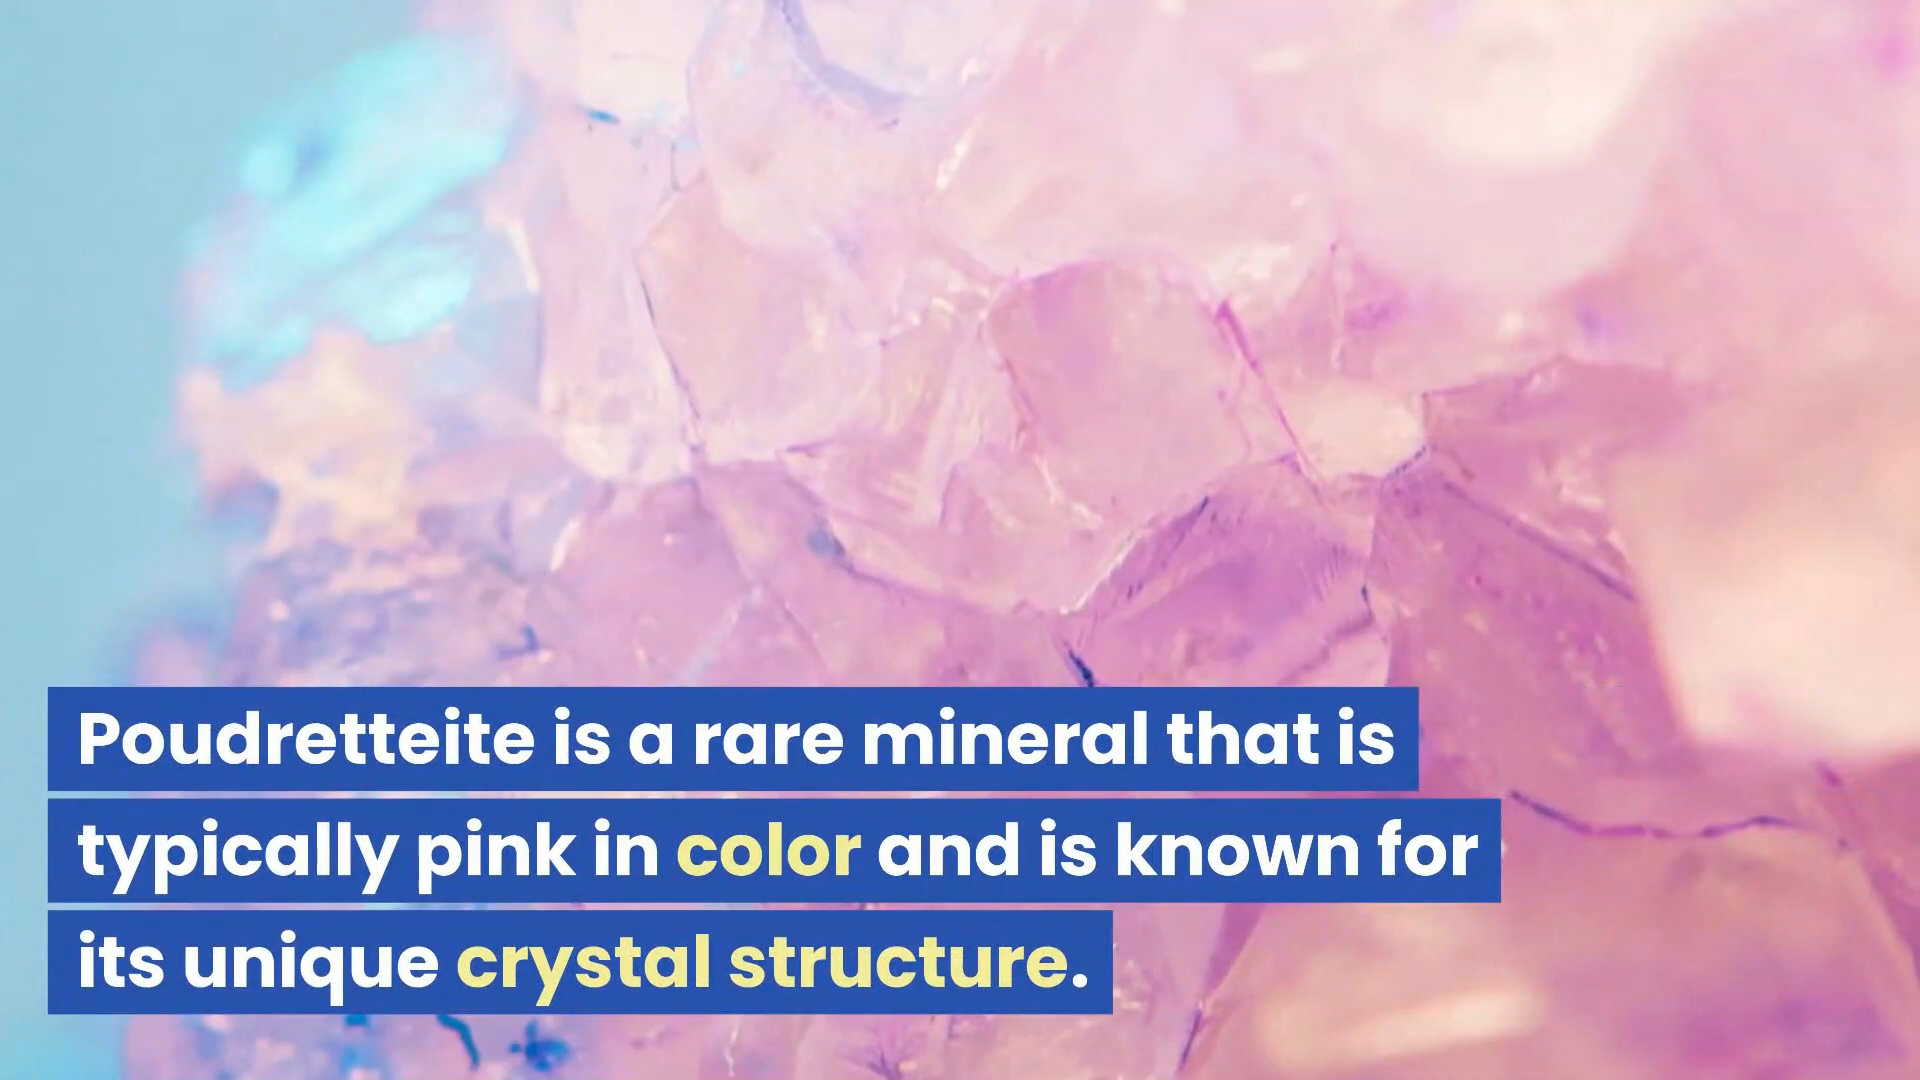 Poudretteite is a rare mineral that is
typically pink in color and is known for
its unique crystal structure.